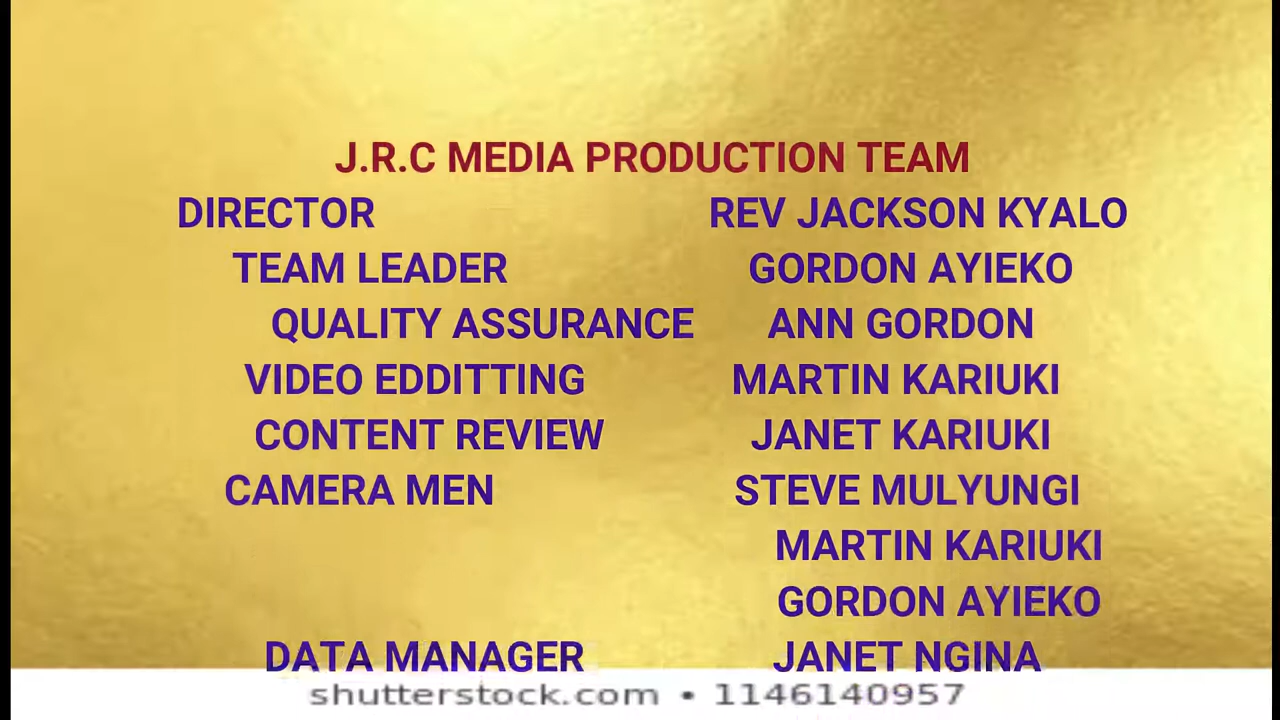 J.R.C MEDIA PRODUCTION TEAM
DIRECTOR REV JACKSON KYALO
TEAM LEADER GORDON AYIEKO
QUALITY ASSURANCE ANN GORDON
VIDEO EDDITTING MARTIN KARIUKI
CONTENT REVIEW JANET KARIUKI
CAMERA MEN STEVE MULYUNGI
MARTIN KARIUKI
GORDON AYIEKO
DATA MANAGER JANET NGINA
shutterstock.com • 1146140957